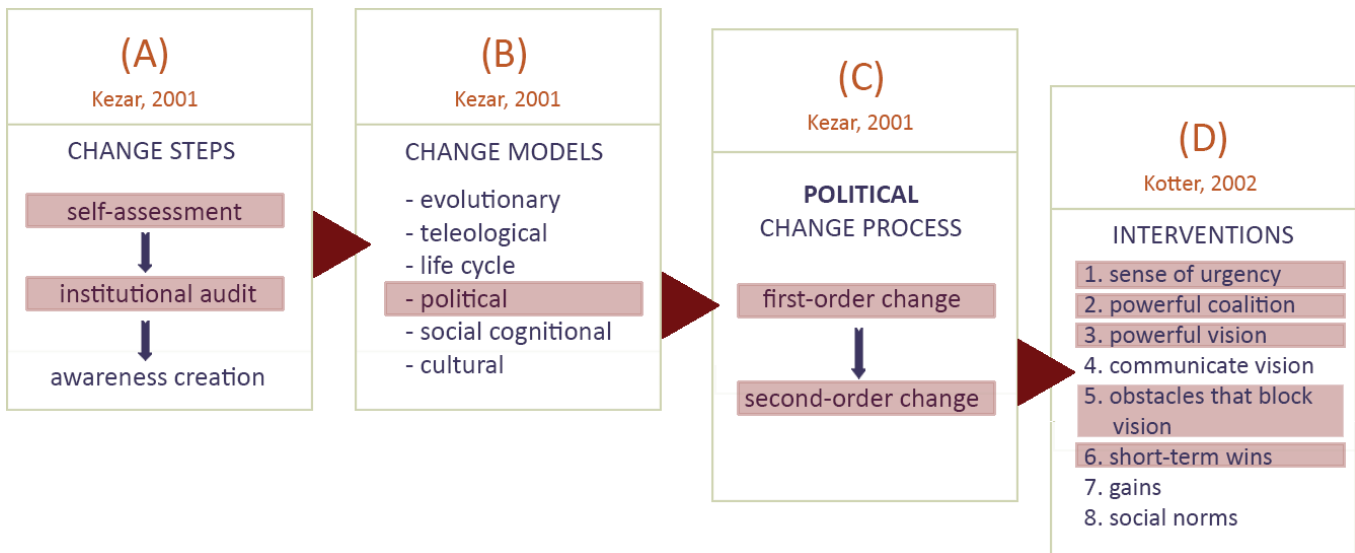 (A)
Kezar, 2001
CHANGE STEPS
self-assessment
institutional audit
awareness creation
(B)
Kezar, 2001
CHANGE MODELS
- evolutionary
- teleological
- life cycle
- political
- social cognitional
- cultural
(C)
Kezar, 2001
POLITICAL
CHANGE PROCESS
first-order change
second-order change
(D)
Kotter, 2002
INTERVENTIONS
1. sense of urgency
2. powerful coalition
3. powerful vision
4. communicate vision
5. obstacles that block
vision
6. short-term wins
7. gains
8. social norms